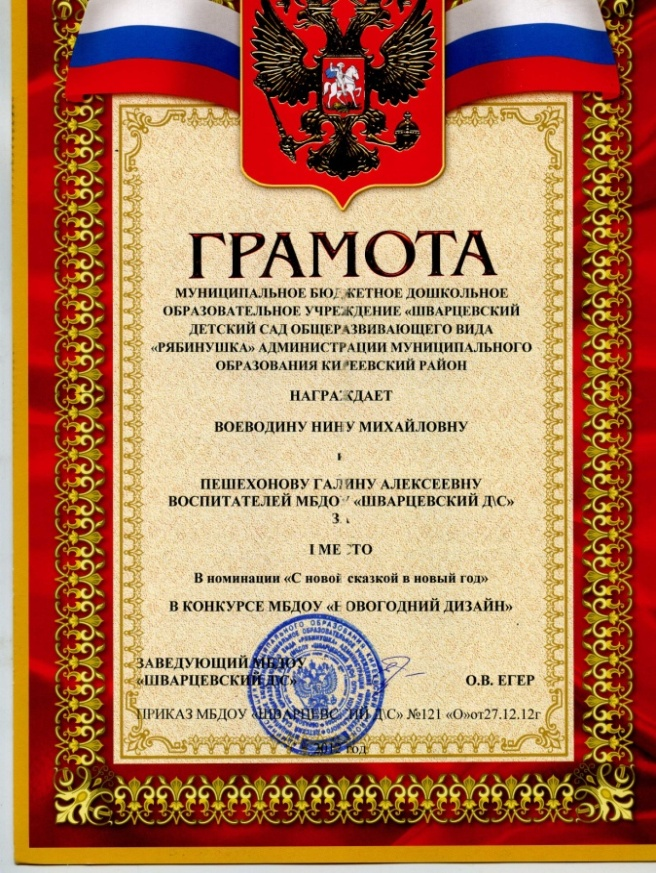 ГРАМОТА
МУНИЦИПАЛЬНОЕ БЮДЖЕТНОЕ ДОШКОЛЬНОЕ
ОБРАЗОВАТЕЛЬНОЕ УЧРЕЖДЕНИЕ «ШВАРЦЕВСКИЙ
ДЕТСКИЙ САД ОБЩЕРАЗВИВАЮЩЕГО ВИДА
«РЯБИНУШКА» АДМИНИСТРАЦИИ МУНИЦИПАЛЬНОГО
ОБРАЗОВАНИЯ КИРЕЕВСКИЙ РАЙОН
НАГРАЖДАЕТ
ВОЕВОДИНУ НИНУ МИХАЙЛОВНУ
И
ПЕШЕХОНОВУ ГАЛИНУ АЛЕКСЕЕВНУ
ВОСПИТАТЕЛЕЙ МБДОУ «ШВАРЦЕВСКИЙ Д\С»
ЗА
I МЕСТО
В номинации «С новой сказкой в новый год»
В КОНКУРСЕ МБДОУ «НОВОГОДНИЙ ДИЗАЙН»
ЗАВЕДУЮЩИЙ МБДОУ
«ШВАРЦЕВСКИЙ Д\С» О.В. ЕГЕР
ПРИКАЗ МБДОУ «ШВАРЦЕВСКИЙ Д\С» №121 «О»от27.12.12г
2012 год